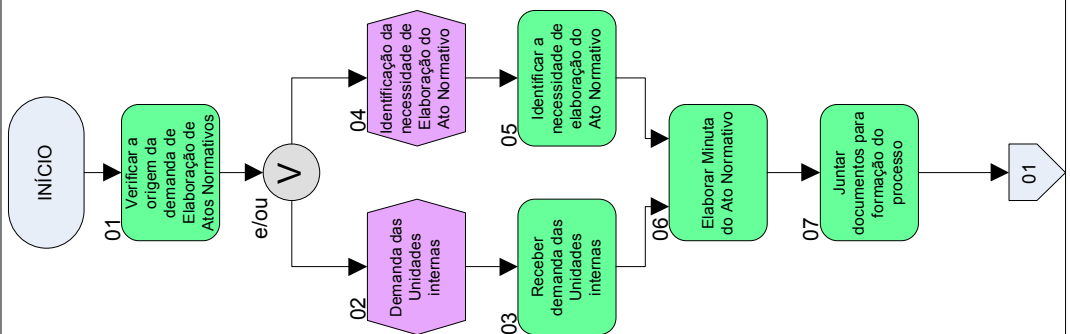 INÍCIO
01
Verificar a
origem da
demanda de
Elaboração de
Atos Normativos
e/ou
V
02
Demanda das
Unidades
internas
04
Identificação da
necessidade de
Elaboração do
Ato Normativo
03
Receber
demanda das
Unidades
internas
05
Identificar a
necessidade de
elaboração do
Ato Normativo
06
Elaborar Minuta
do Ato Normativo
07
Juntar
documentos para
formação do
processo
01